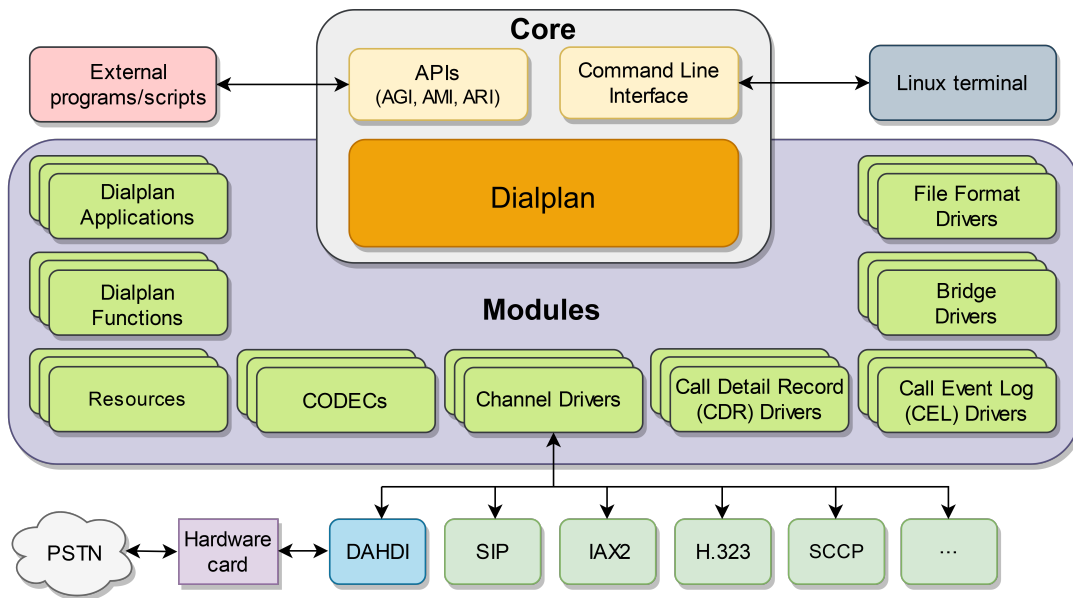 Core
External
programs/scripts
APIs
(AGI, AMI, ARI)
Command Line
Interface
Linux terminal
Dialplan
Dialplan
Applications
File Format
Drivers
Dialplan
Functions
Modules
Bridge
Drivers
Resources
CODECs
Channel Drivers
Call Detail Record
(CDR) Drivers
Call Event Log
(CEL) Drivers
PSTN
Hardware
card
DAHDI
SIP
IAX2
H.323
SCCP
...